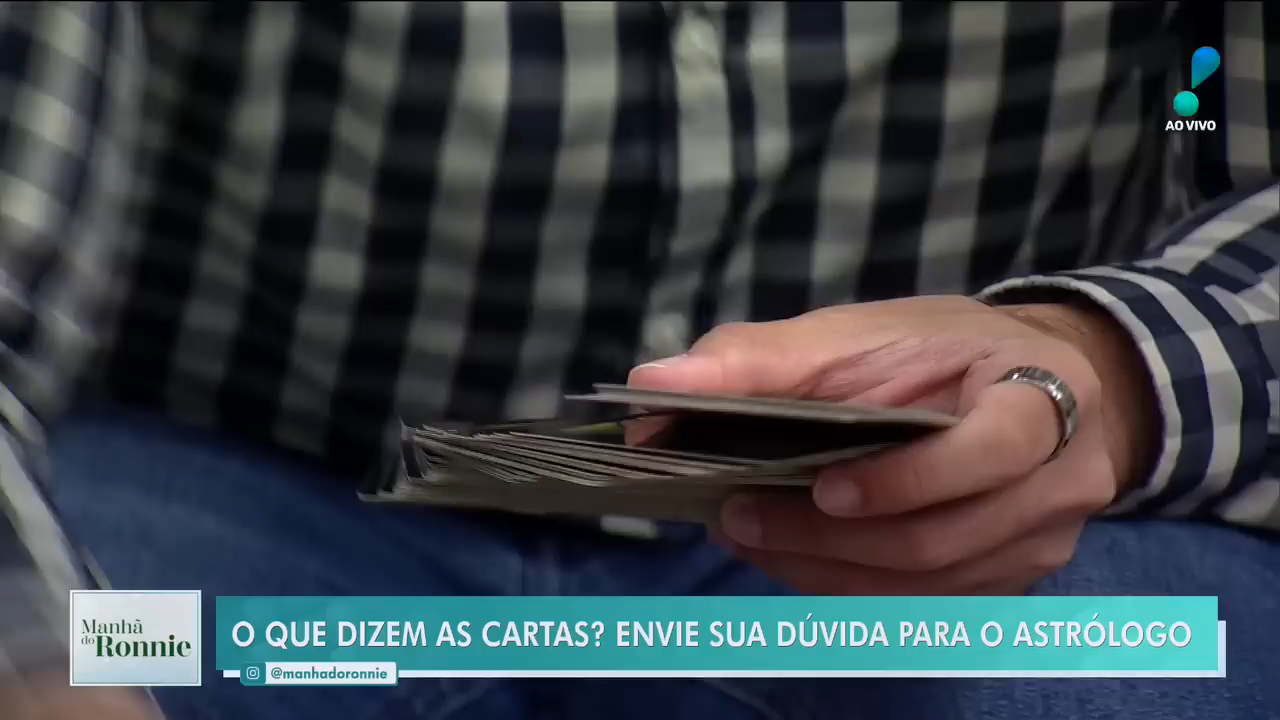 AO VIVO
Manhã
do Ronnie
O QUE DIZEM AS CARTAS? ENVIE SUA DÚVIDA PARA O ASTRÓLOGO
@manhadoronnie